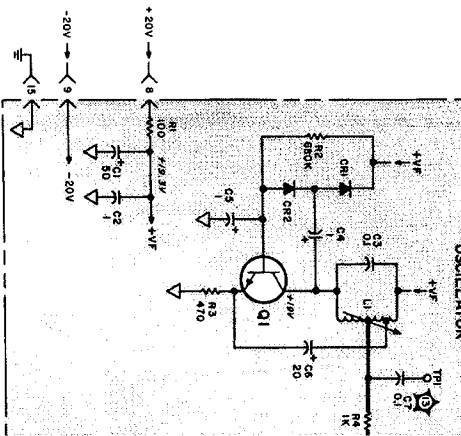 OSCILLATOR
-20V
+20V
15
9
8
R1
100
+19.3V
C1
50
C2
1
-20V
+VF
R2
680K
CR1
CR2
+VF
C5
1
C4
1
C3
0.1
L1
+VF
+19V
Q1
R3
470
C6
20
TP1
13
C7
0.1
R4
1K